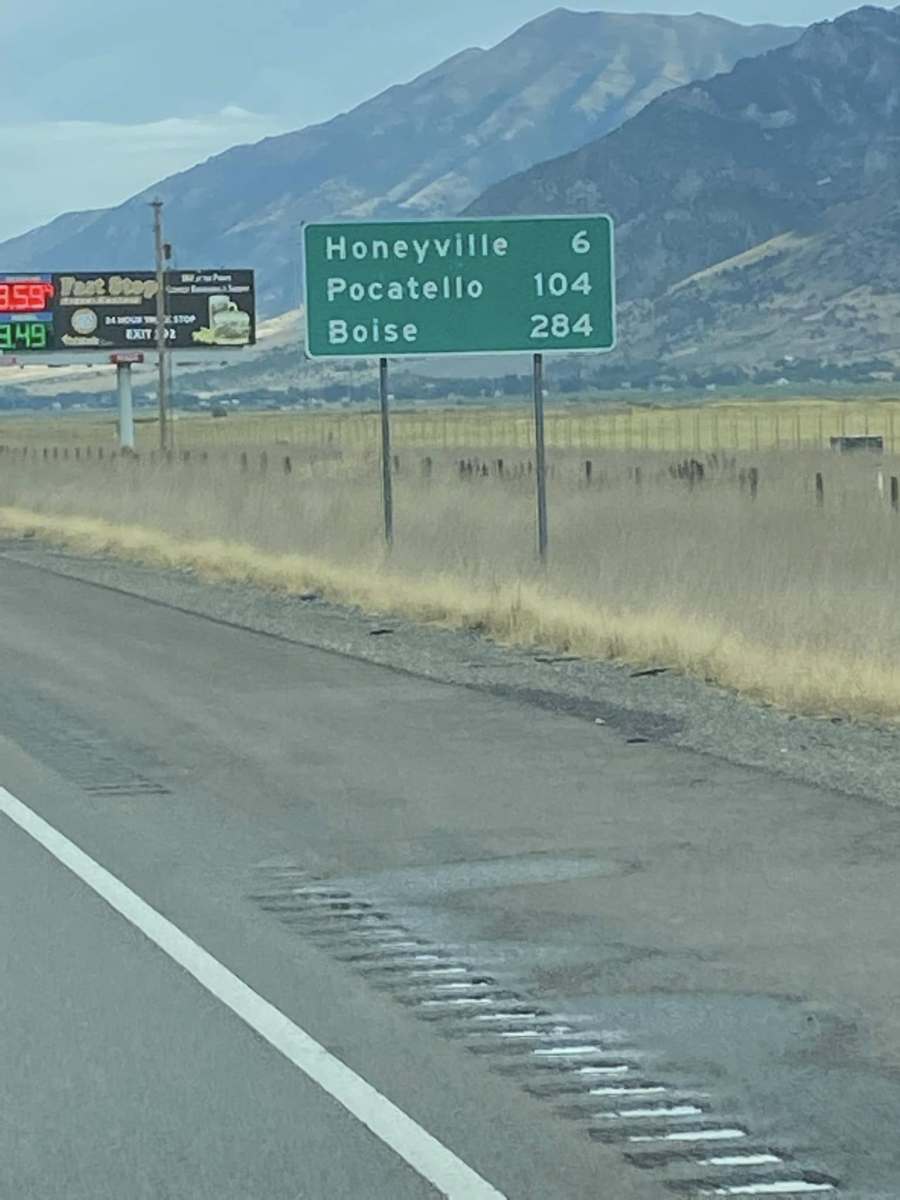 Honeyville 6
Pocatello 104
Boise 284
3.59
3.49
Fast Stop
24 HOUR TRUCK STOP
EXIT